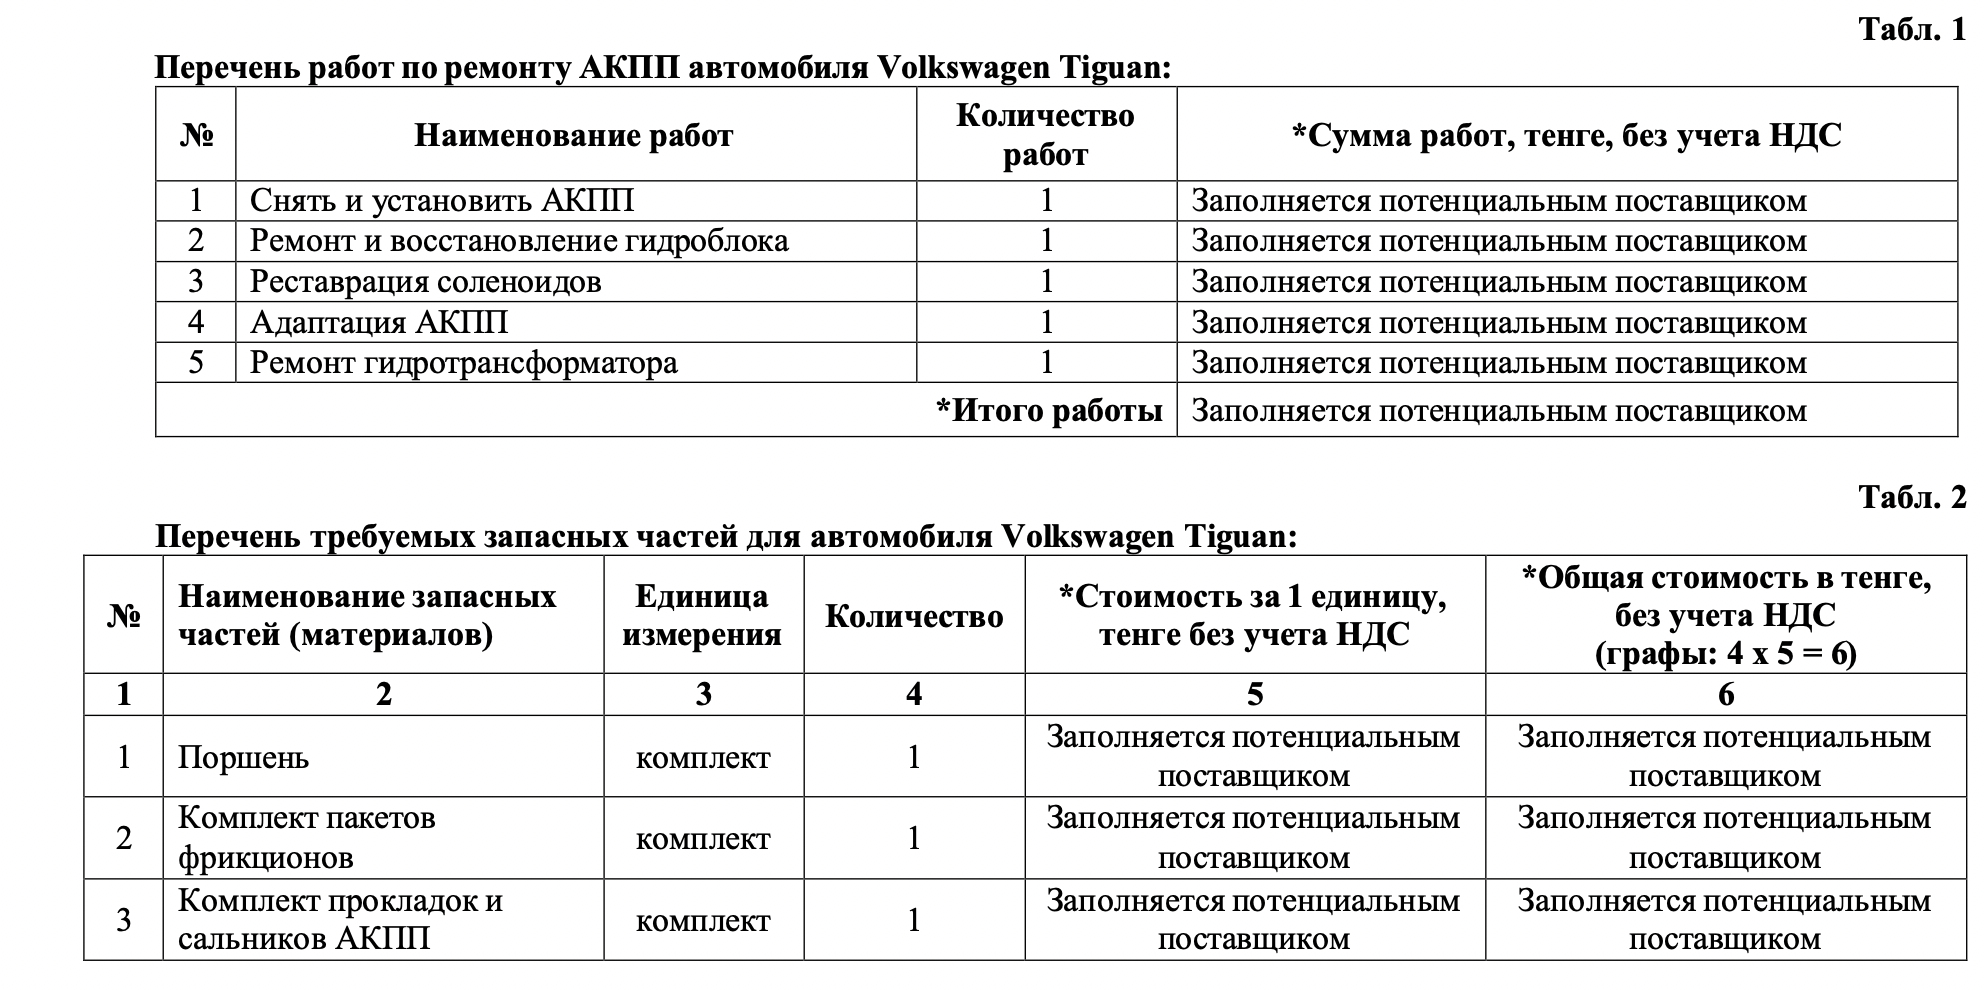 Табл. 1
Перечень работ по ремонту АКПП автомобиля Volkswagen Tiguan:
№ Наименование работ Количество работ *Сумма работ, тенге, без учета НДС
1 Снять и установить АКПП 1 Заполняется потенциальным поставщиком
2 Ремонт и восстановление гидроблока 1 Заполняется потенциальным поставщиком
3 Реставрация соленоидов 1 Заполняется потенциальным поставщиком
4 Адаптация АКПП 1 Заполняется потенциальным поставщиком
5 Ремонт гидротрансформатора 1 Заполняется потенциальным поставщиком
*Итого работы Заполняется потенциальным поставщиком
Табл. 2
Перечень требуемых запасных частей для автомобиля Volkswagen Tiguan:
№ Наименование запасных частей (материалов) Единица измерения Количество *Стоимость за 1 единицу, тенге без учета НДС *Общая стоимость в тенге, без учета НДС (графы: 4 х 5 = 6)
1 2 3 4 5 6
1 Поршень комплект 1 Заполняется потенциальным поставщиком Заполняется потенциальным поставщиком
2 Комплект пакетов фрикционов комплект 1 Заполняется потенциальным поставщиком Заполняется потенциальным поставщиком
3 Комплект прокладок и сальников АКПП комплект 1 Заполняется потенциальным поставщиком Заполняется потенциальным поставщиком